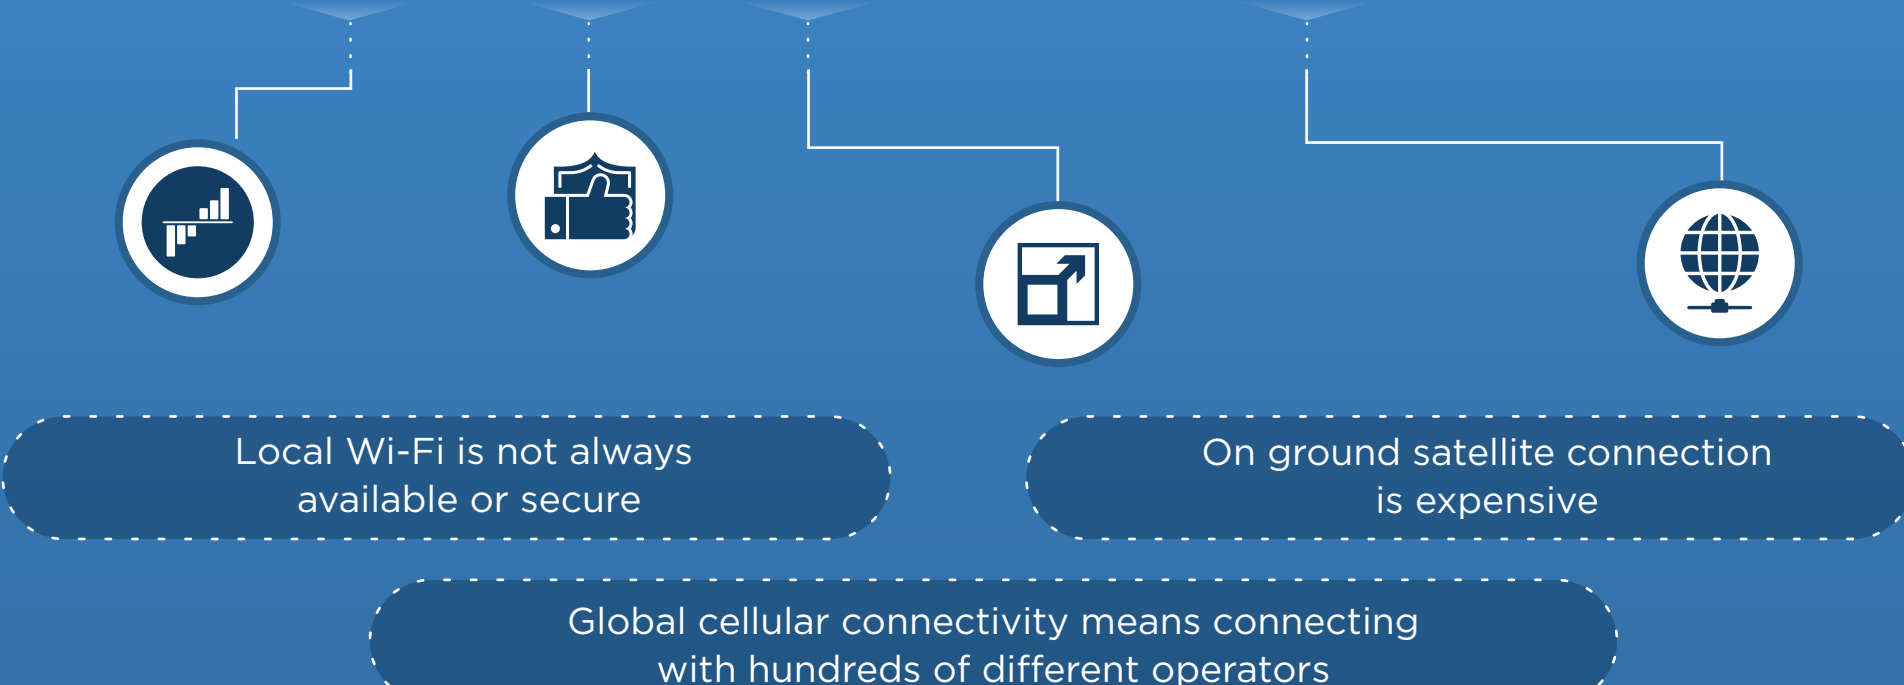 Local Wi-Fi is not always
available or secure
On ground satellite connection
is expensive
Global cellular connectivity means connecting
with hundreds of different operators